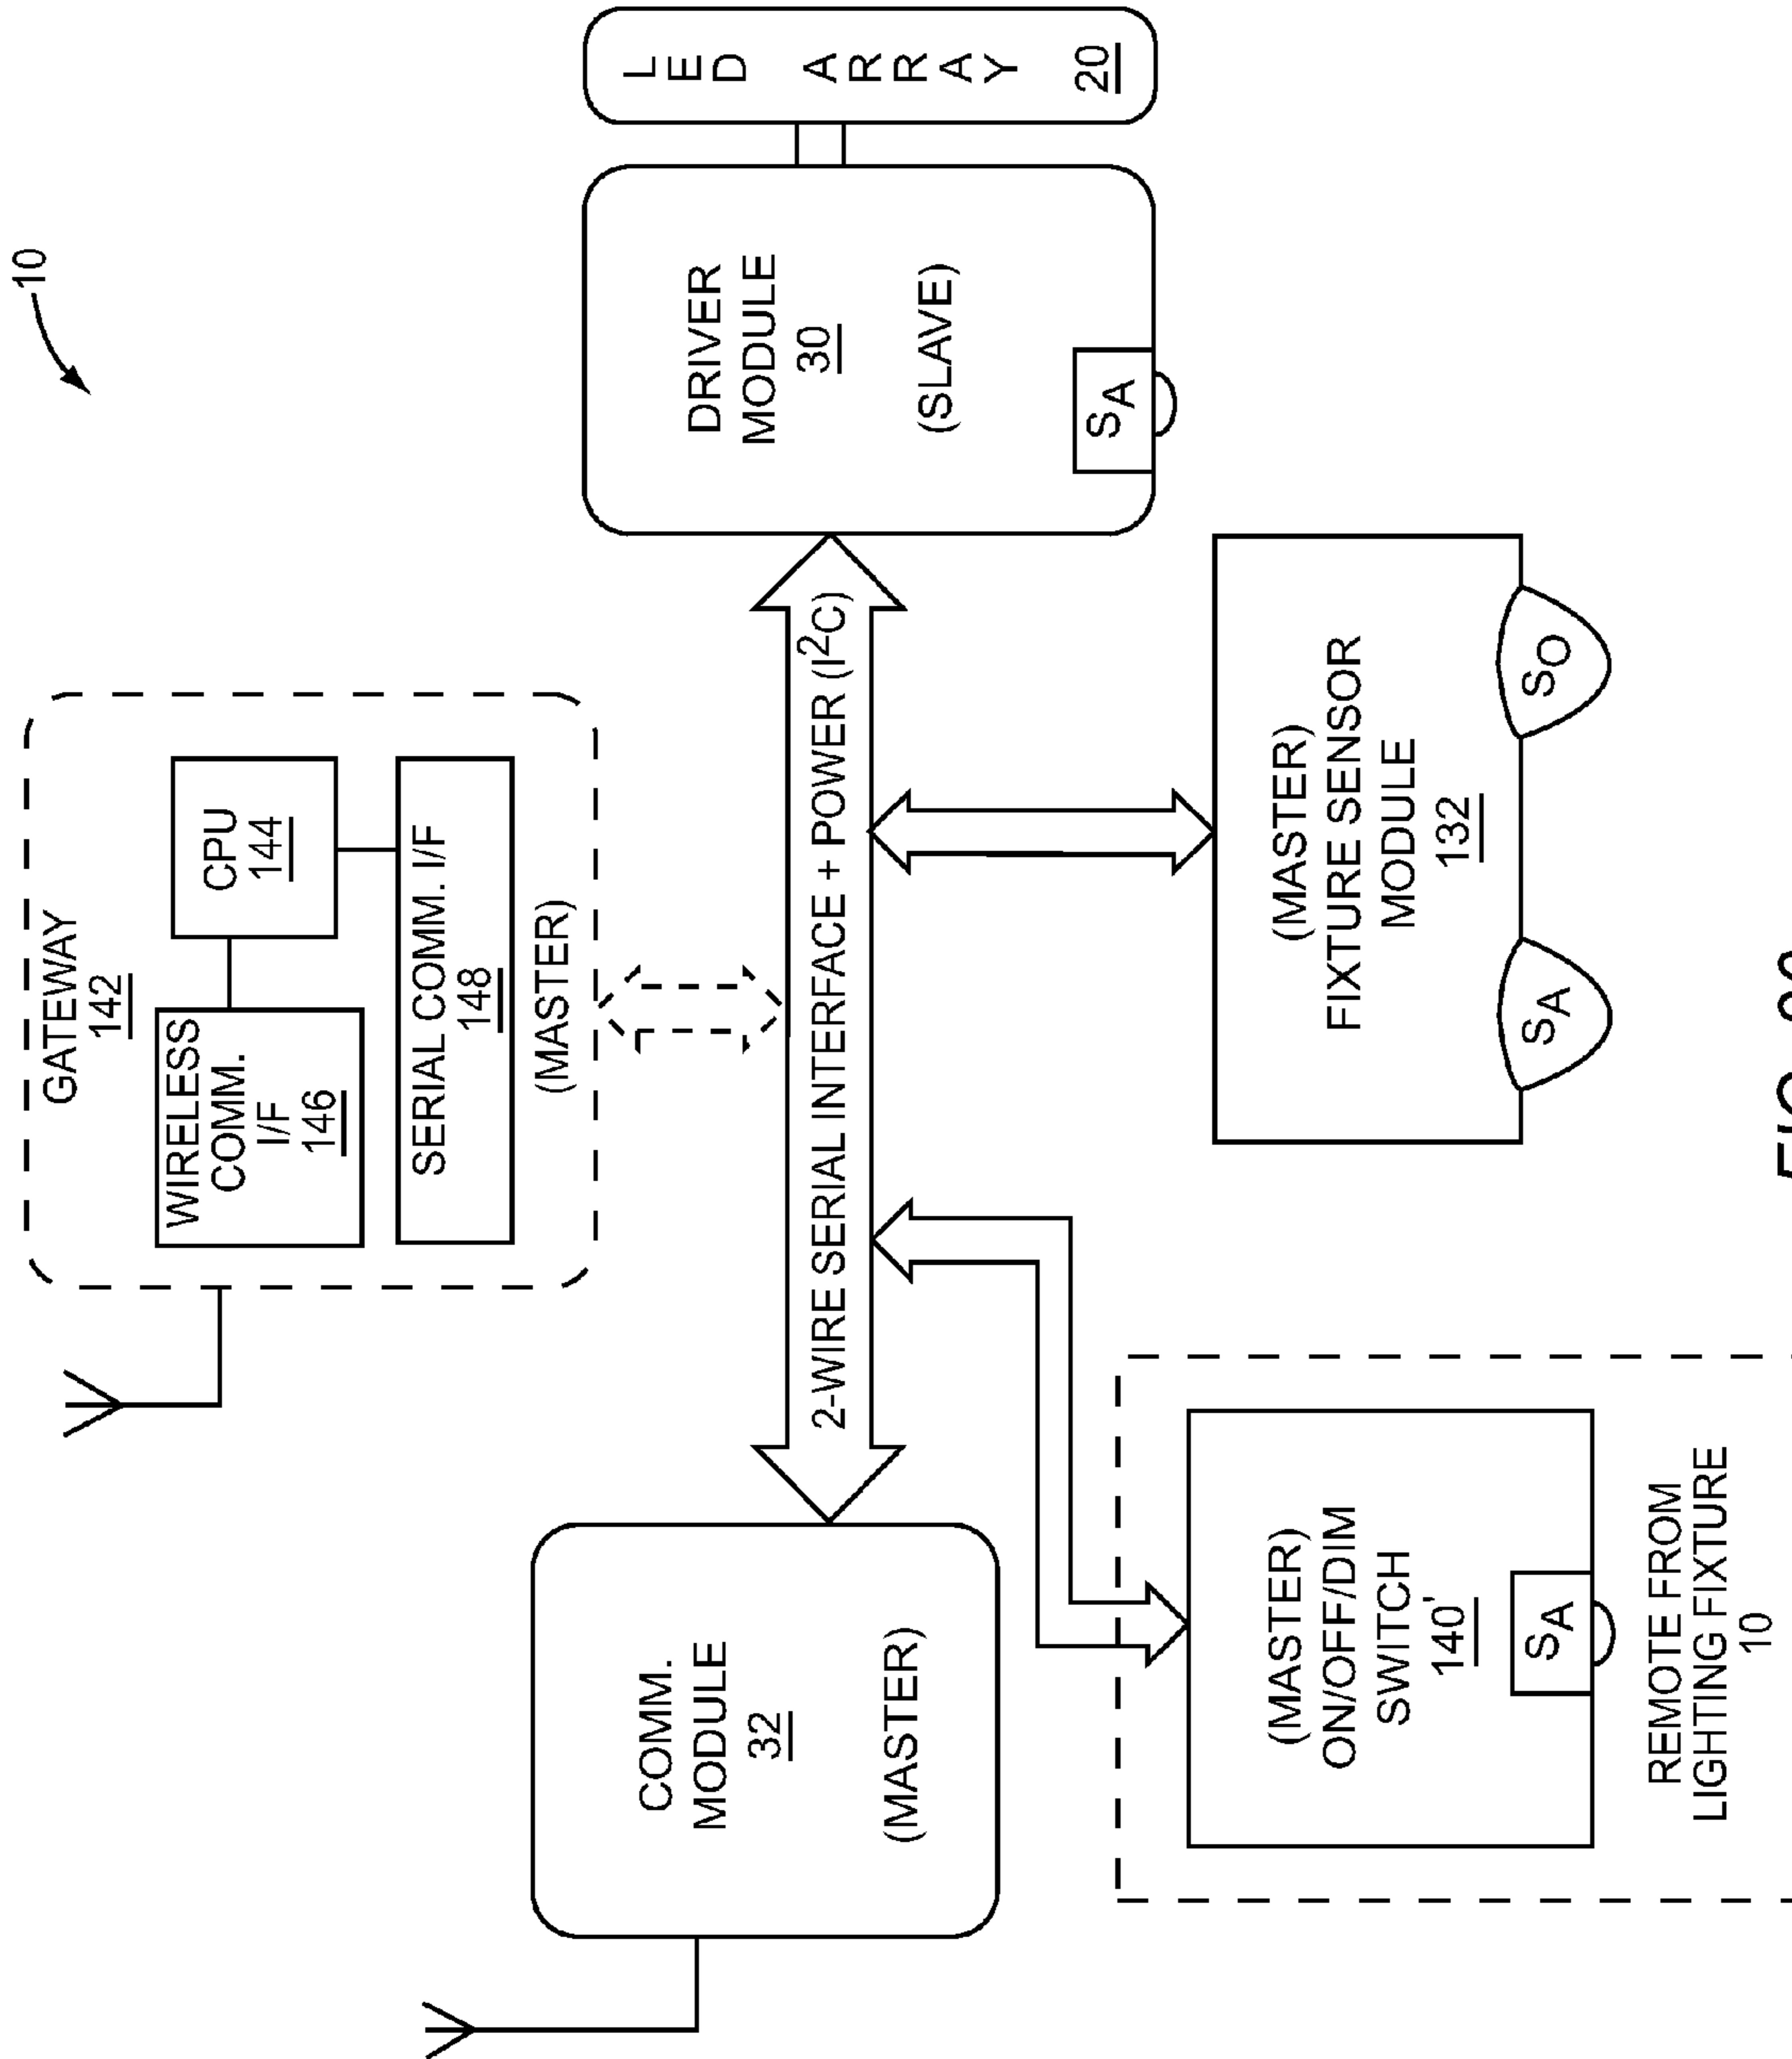 10
GATEWAY
142
WIRELESS
COMM.
I/F
146
CPU
144
SERIAL COMM. I/F
148
(MASTER)
COMM.
MODULE
32
(MASTER)
2-WIRE SERIAL INTERFACE + POWER (I²C)
DRIVER
MODULE
30
(SLAVE)
SA
LED ARRAY
20
(MASTER)
ON/OFF/DIM
SWITCH
140'
SA
REMOTE FROM
LIGHTING FIXTURE
10
(MASTER)
FIXTURE SENSOR
MODULE
132
SA
SO